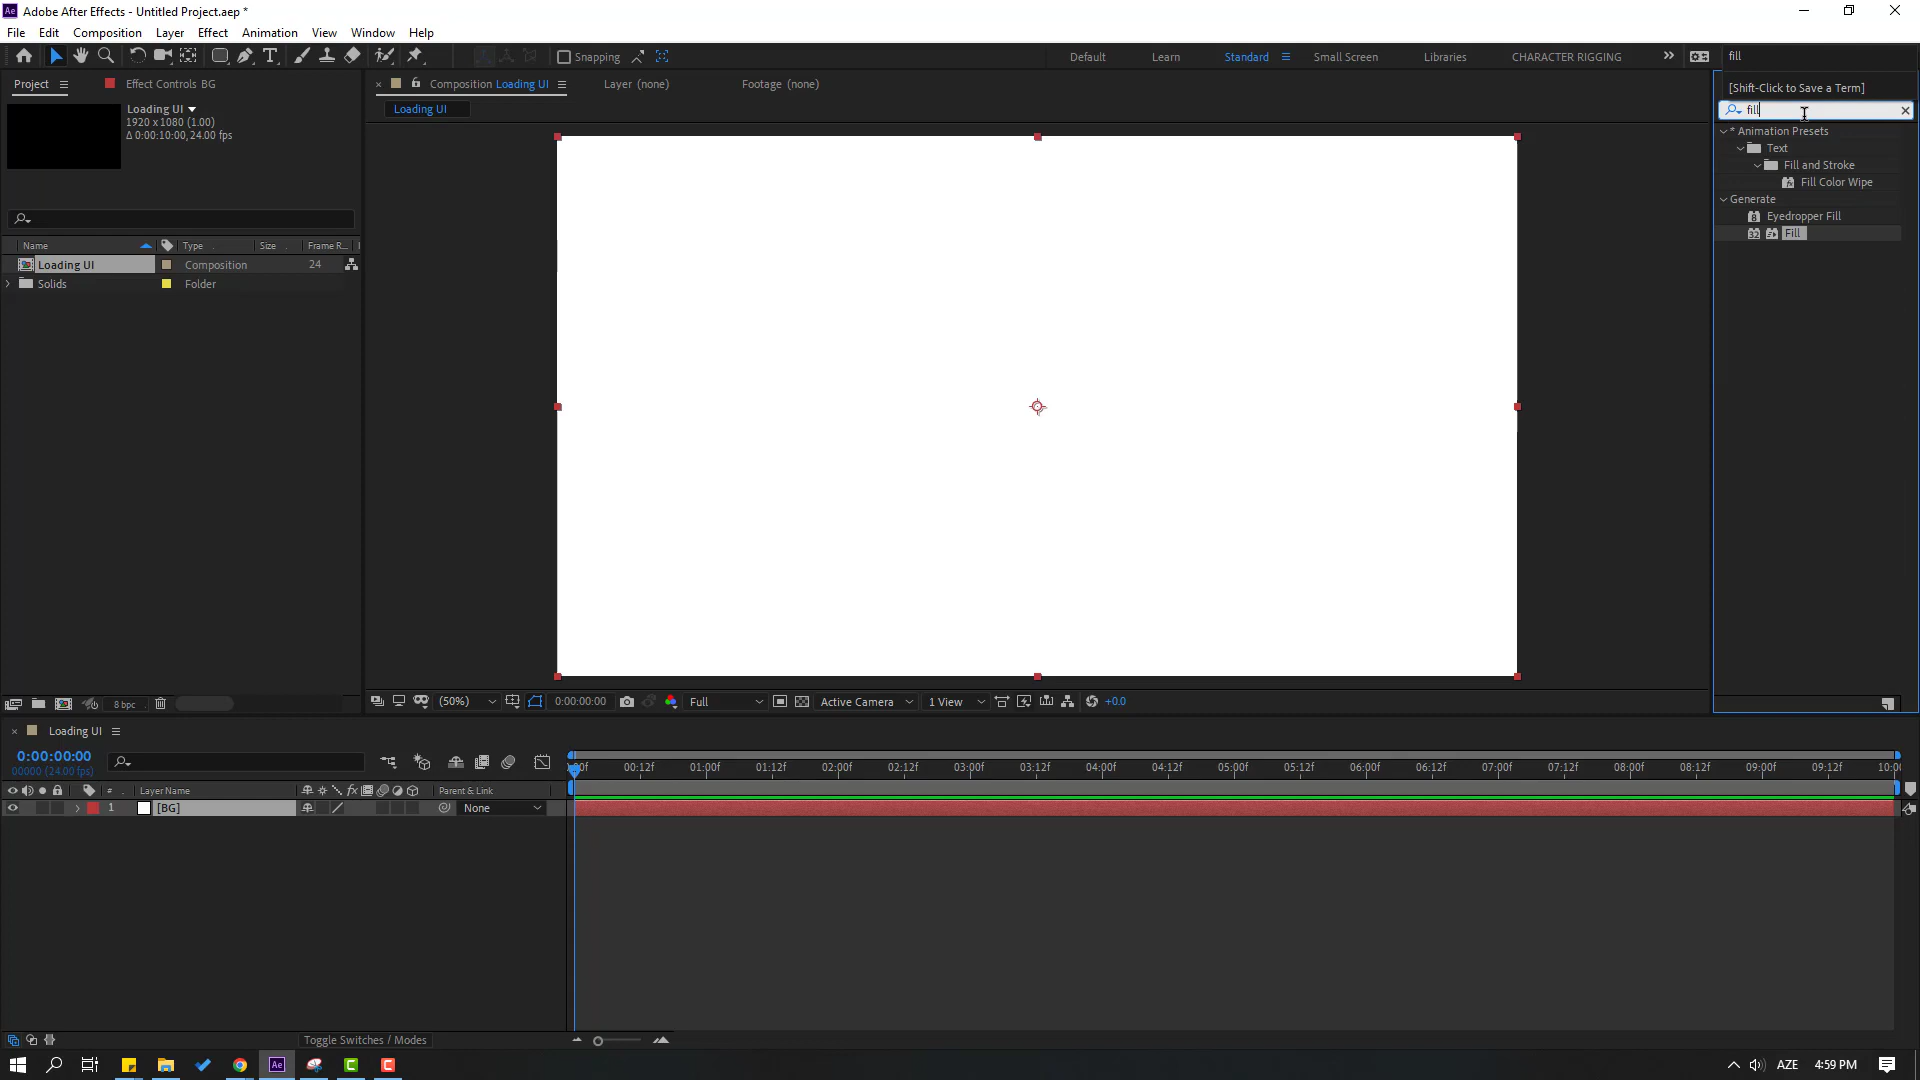 Adobe After Effects - Untitled Project.aep *
File Edit Composition Layer Effect Animation View Window Help
Snapping Default Learn Standard Small Screen Libraries CHARACTER RIGGING fill
Project Effect Controls BG Composition Loading UI Layer (none) Footage (none) [Shift-Click to Save a Term]
Loading UI
1920 x 1080 (1.00)
Δ 0:00:10:00, 24.00 fps
Loading UI
fill
* Animation Presets
Text
Fill and Stroke
Fill Color Wipe
Generate
Eyedropper Fill
Fill
Name Type Size Frame R...
Loading UI Composition 24
Solids Folder
8 bpc (50%) 0:00:00:00 Full Active Camera 1 View +0.0
Loading UI
0:00:00:00
00000 (24.00 fps)
00:12f 01:00f 01:12f 02:00f 02:12f 03:00f 03:12f 04:00f 04:12f 05:00f 05:12f 06:00f 06:12f 07:00f 07:12f 08:00f 08:12f 09:00f 09:12f 10:00
# Layer Name Parent & Link
1 [BG] None
Toggle Switches / Modes
AZE 4:59 PM